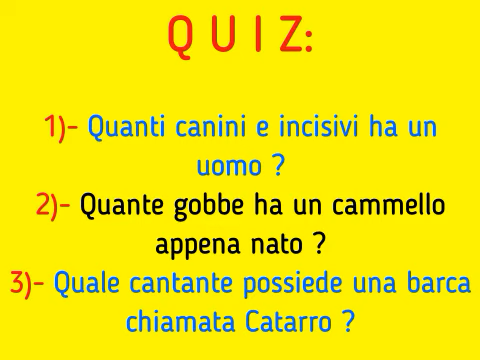 Q U I Z:
1)- Quanti canini e incisivi ha un
uomo ?
2)- Quante gobbe ha un cammello
appena nato ?
3)- Quale cantante possiede una barca
chiamata Catarro ?